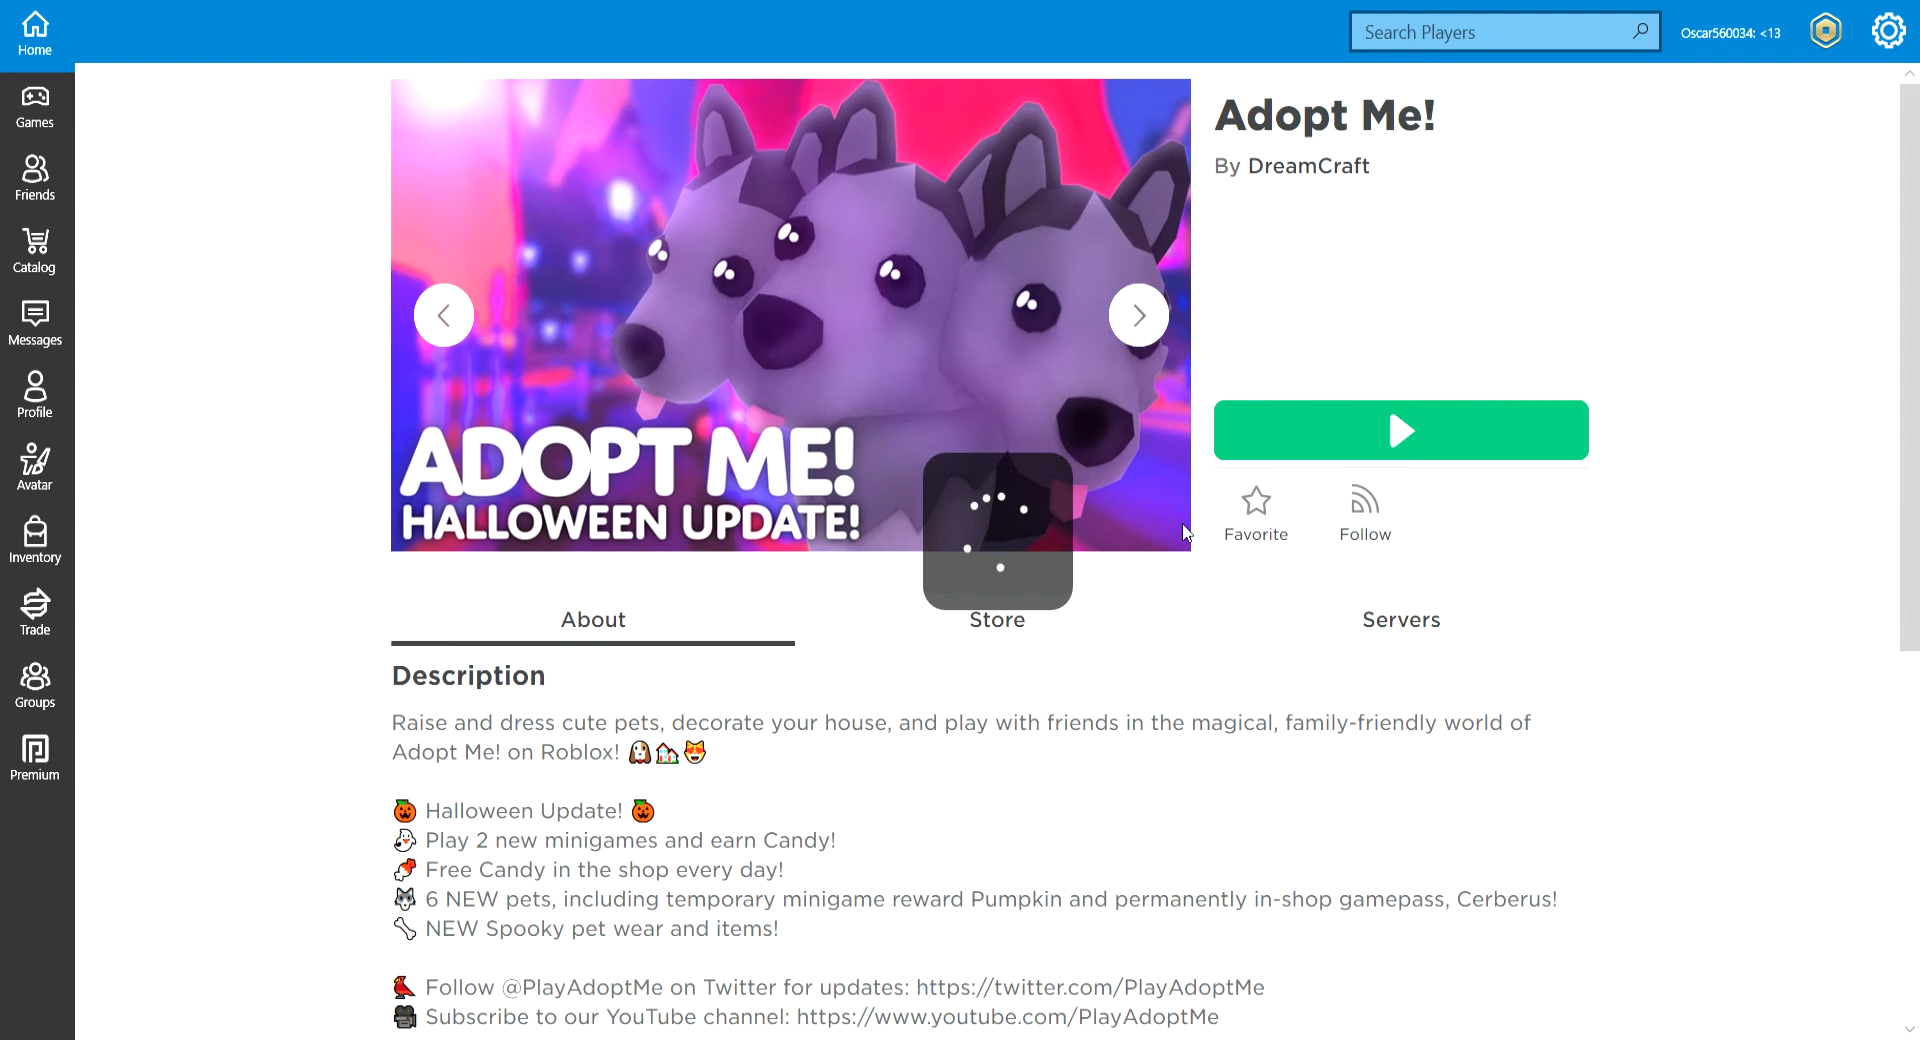 Home
Search Players
Oscar560034: <13
Games
Friends
Catalog
Messages
Profile
Avatar
Inventory
Trade
Groups
Premium
ADOPT ME!
HALLOWEEN UPDATE!
Adopt Me!
By DreamCraft
Favorite
Follow
About
Store
Servers
Description
Raise and dress cute pets, decorate your house, and play with friends in the magical, family-friendly world of
Adopt Me! on Roblox! 🐶🏠😻
🎃 Halloween Update! 🎃
👻 Play 2 new minigames and earn Candy!
🍖 Free Candy in the shop every day!
🐺 6 NEW pets, including temporary minigame reward Pumpkin and permanently in-shop gamepass, Cerberus!
🦴 NEW Spooky pet wear and items!
🐦 Follow @PlayAdoptMe on Twitter for updates: https://twitter.com/PlayAdoptMe
🎥 Subscribe to our YouTube channel: https://www.youtube.com/PlayAdoptMe